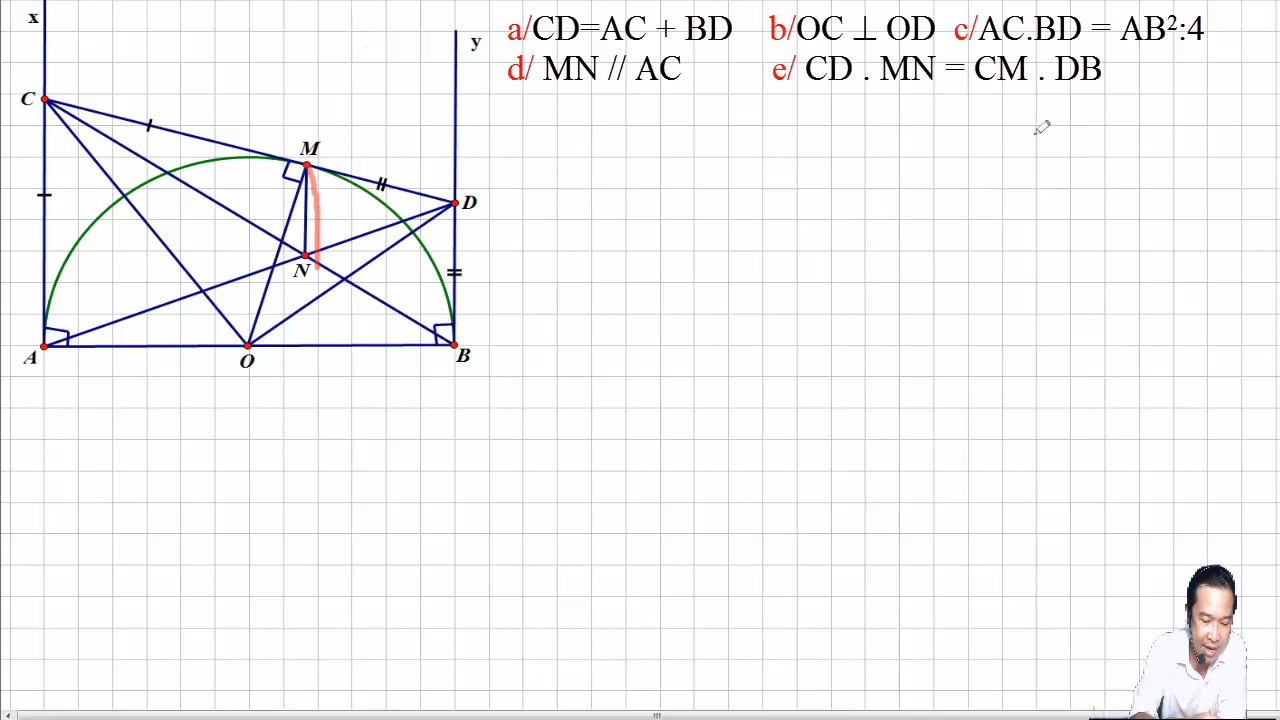 x
y
a/CD=AC + BD b/OC ⊥ OD c/AC.BD = AB²:4
d/ MN // AC e/ CD . MN = CM . DB
C
M
D
N
A
O
B